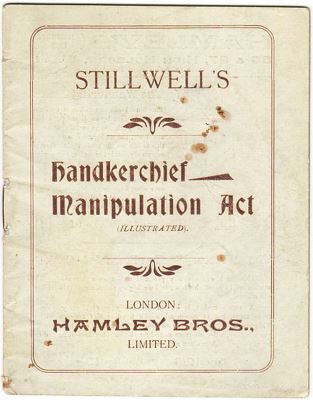 STILLWELL'S
Handkerchief
Manipulation Act
(ILLUSTRATED).
LONDON:
HAMLEY BROS.,
LIMITED.